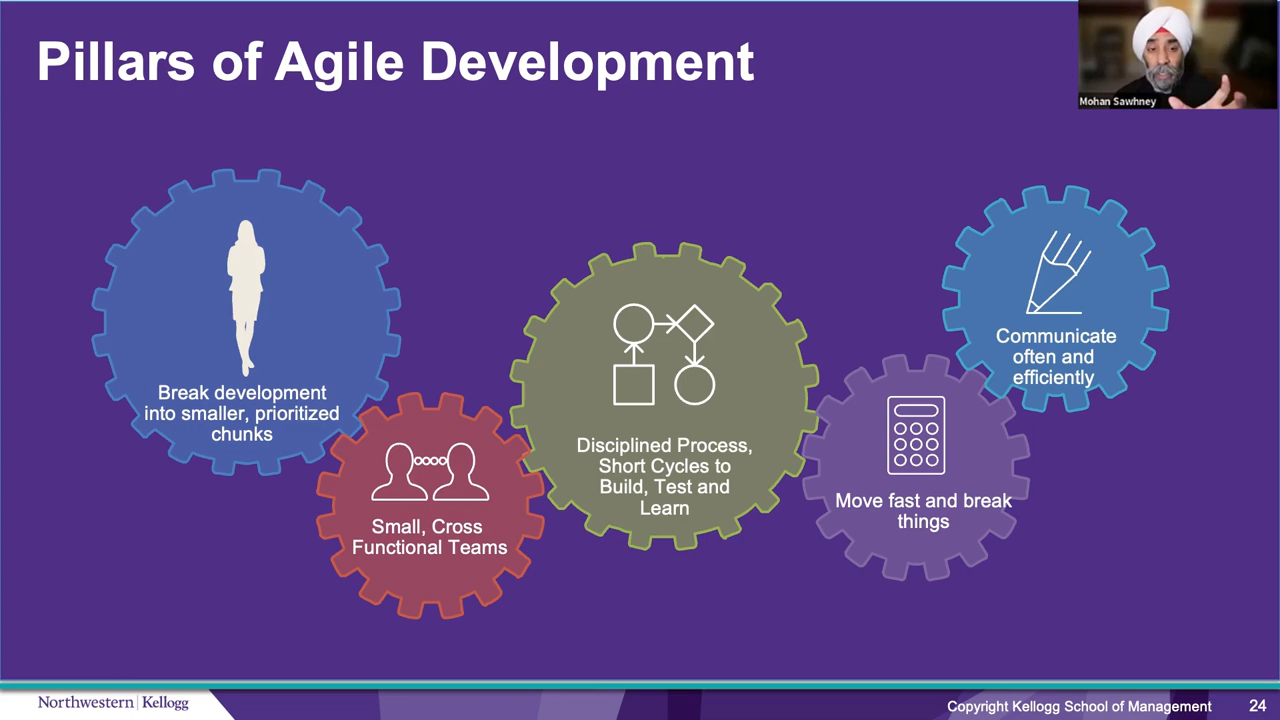 Pillars of Agile Development
Mohan Sawhney
Break development
into smaller, prioritized
chunks
Small, Cross
Functional Teams
Disciplined Process,
Short Cycles to
Build, Test and
Learn
Move fast and break
things
Communicate
often and
efficiently
Northwestern | Kellogg
Copyright Kellogg School of Management
24